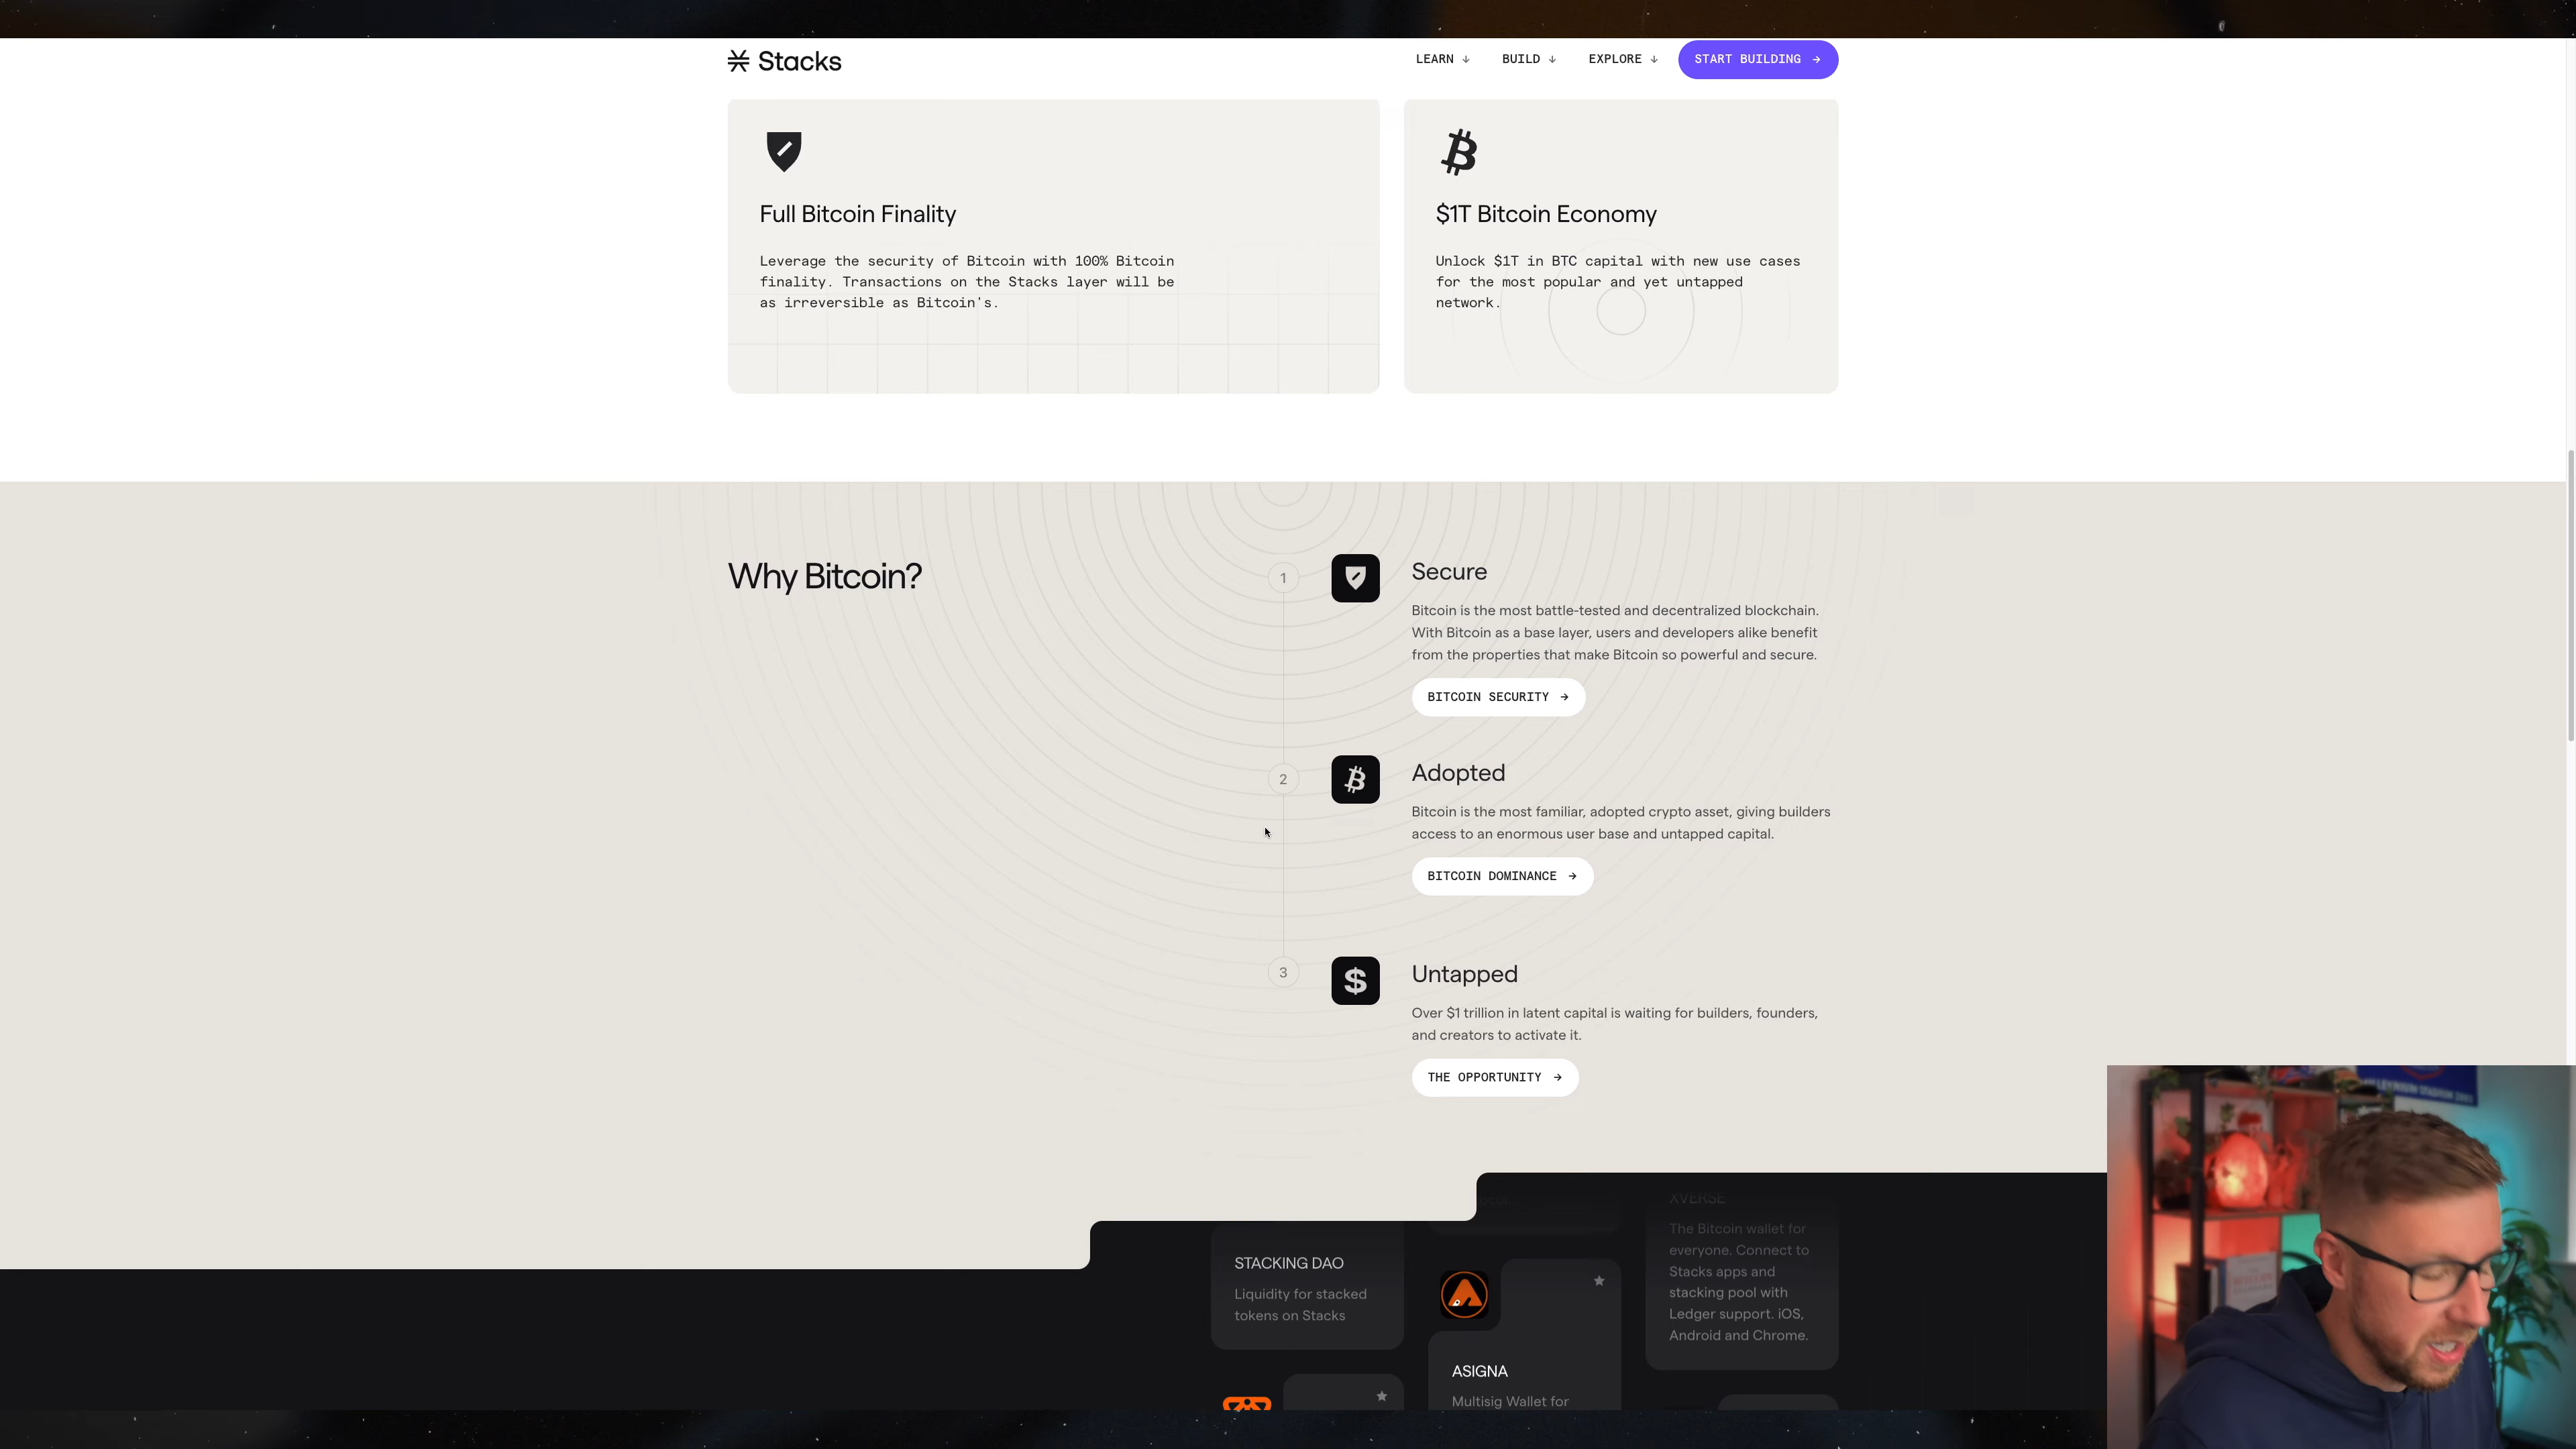 Stacks
LEARN ↓
BUILD ↓
EXPLORE ↓
START BUILDING →
Full Bitcoin Finality
Leverage the security of Bitcoin with 100% Bitcoin
finality. Transactions on the Stacks layer will be
as irreversible as Bitcoin's.
$1T Bitcoin Economy
Unlock $1T in BTC capital with new use cases
for the most popular and yet untapped
network.
Why Bitcoin?
1
Secure
Bitcoin is the most battle-tested and decentralized blockchain.
With Bitcoin as a base layer, users and developers alike benefit
from the properties that make Bitcoin so powerful and secure.
BITCOIN SECURITY →
2
Adopted
Bitcoin is the most familiar, adopted crypto asset, giving builders
access to an enormous user base and untapped capital.
BITCOIN DOMINANCE →
3
Untapped
Over $1 trillion in latent capital is waiting for builders, founders,
and creators to activate it.
THE OPPORTUNITY →
STACKING DAO
Liquidity for stacked
tokens on Stacks
ASIGNA
Multisig Wallet for
XVERSE
The Bitcoin wallet for
everyone. Connect to
Stacks apps and
stacking pool with
Ledger support. iOS,
Android and Chrome.